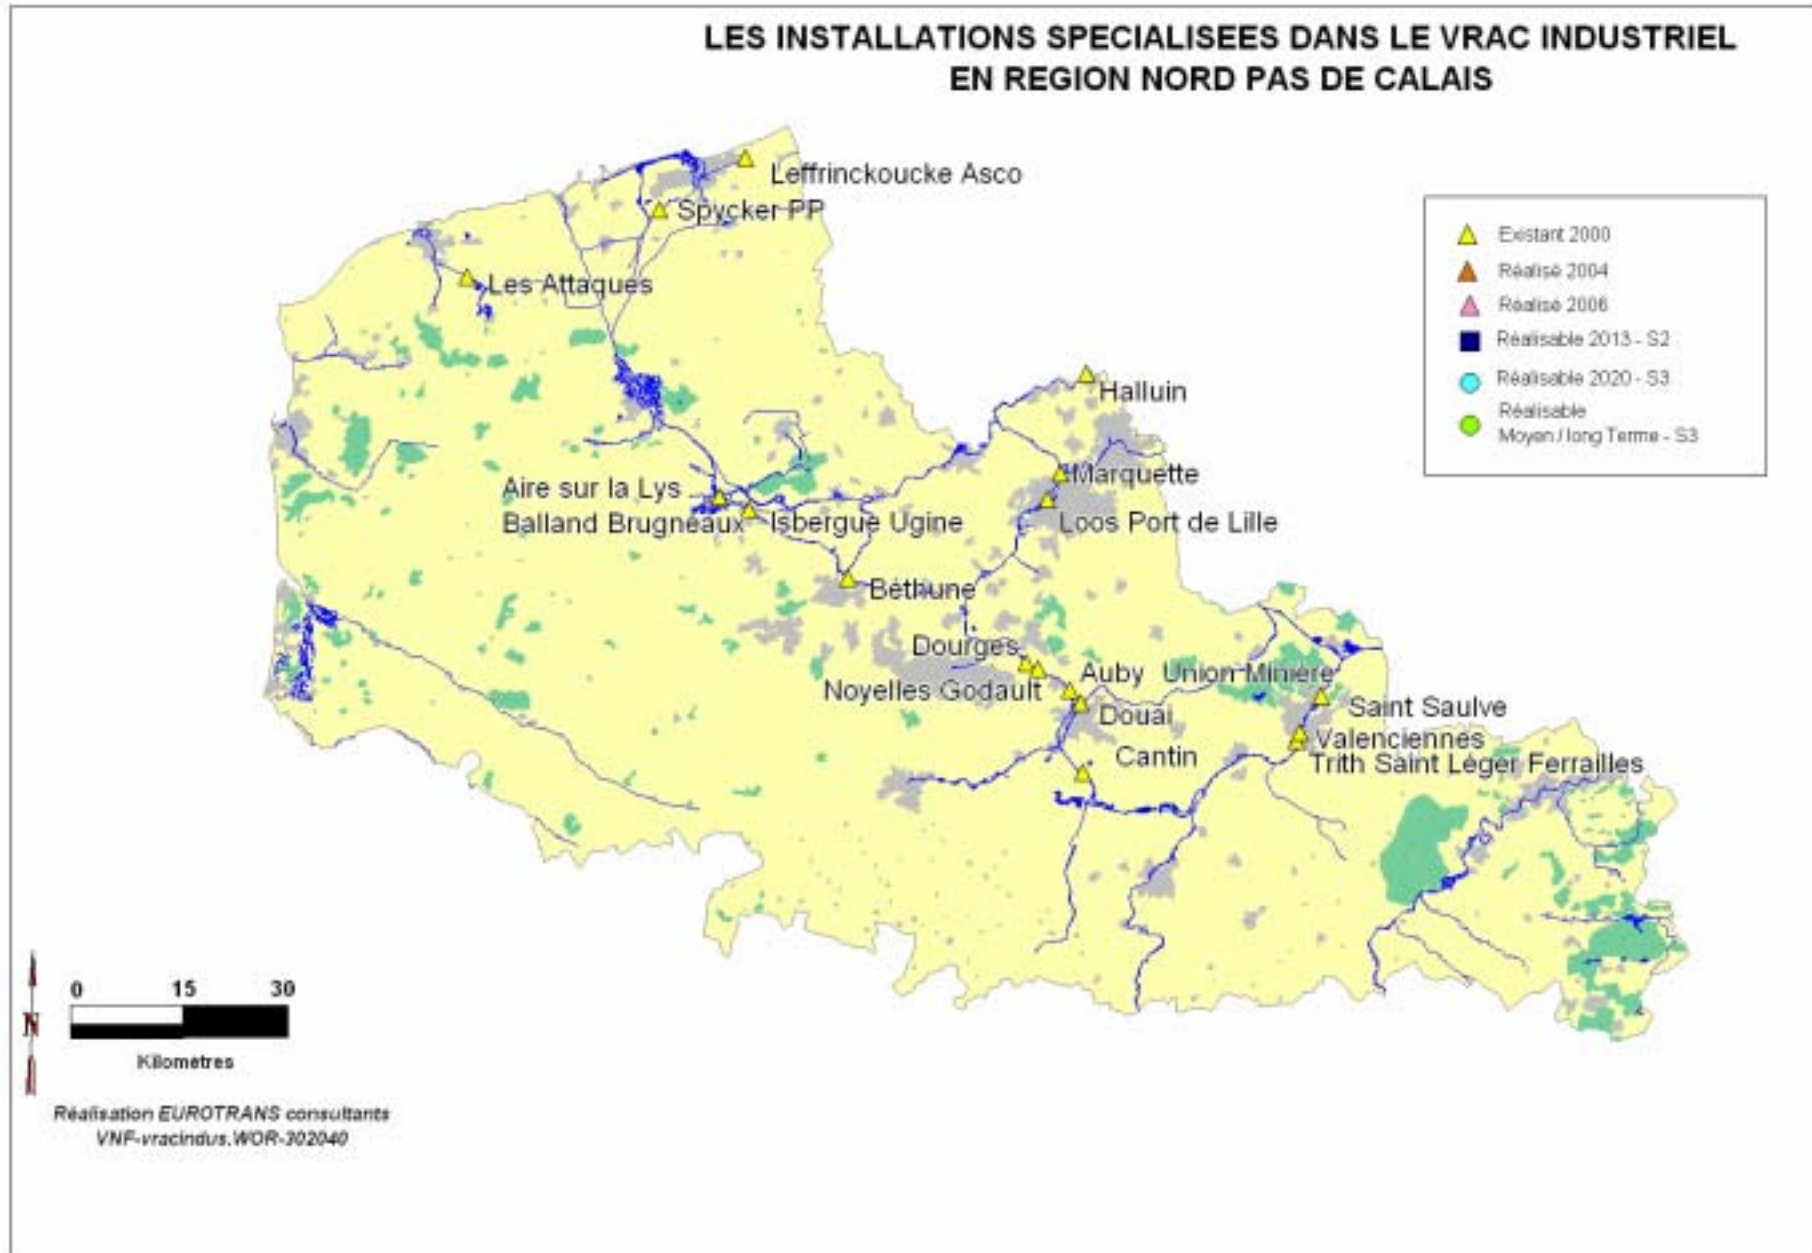 LES INSTALLATIONS SPECIALISEES DANS LE VRAC INDUSTRIEL
EN REGION NORD PAS DE CALAIS
Leffrinckoucke Asco
Spycker PP
Les Attaques
Existant 2000
Réalisé 2004
Réalisé 2006
Réalisable 2013 - S2
Réalisable 2020 - S3
Réalisable
Moyen / long Terme - S3
Halluin
Marquette
Aire sur la Lys
Balland Brugneaux
Isbergue Ugine
Loos Port de Lille
Béthune
Dourges
Auby Union Minière
Noyelles Godault
Douai
Saint Saulve
Valenciennes
Cantin
Trith Saint Léger Ferrailles
0 15 30
N
Kilomètres
Réalisation EUROTRANS consultants
VNF-vracindus.WOR-302040